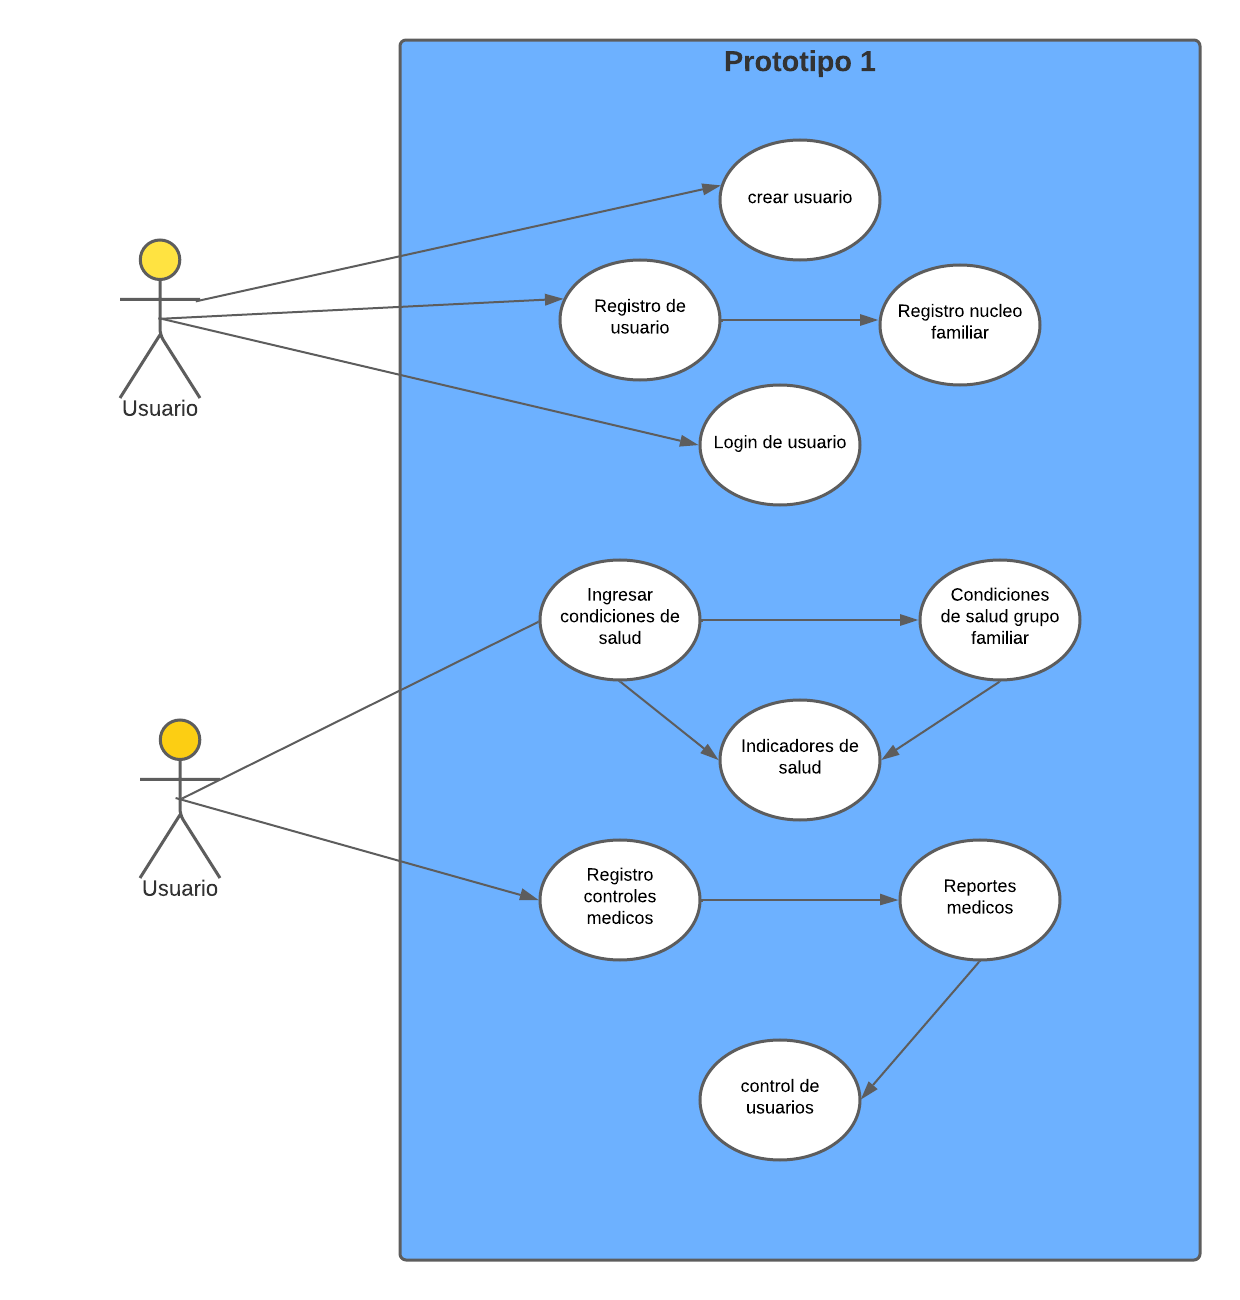 Prototipo 1
crear usuario
Registro de
usuario
Registro nucleo
familiar
Usuario
Login de usuario
Ingresar
condiciones de
salud
Condiciones
de salud grupo
familiar
Indicadores de
salud
Usuario
Registro
controles
medicos
Reportes
medicos
control de
usuarios